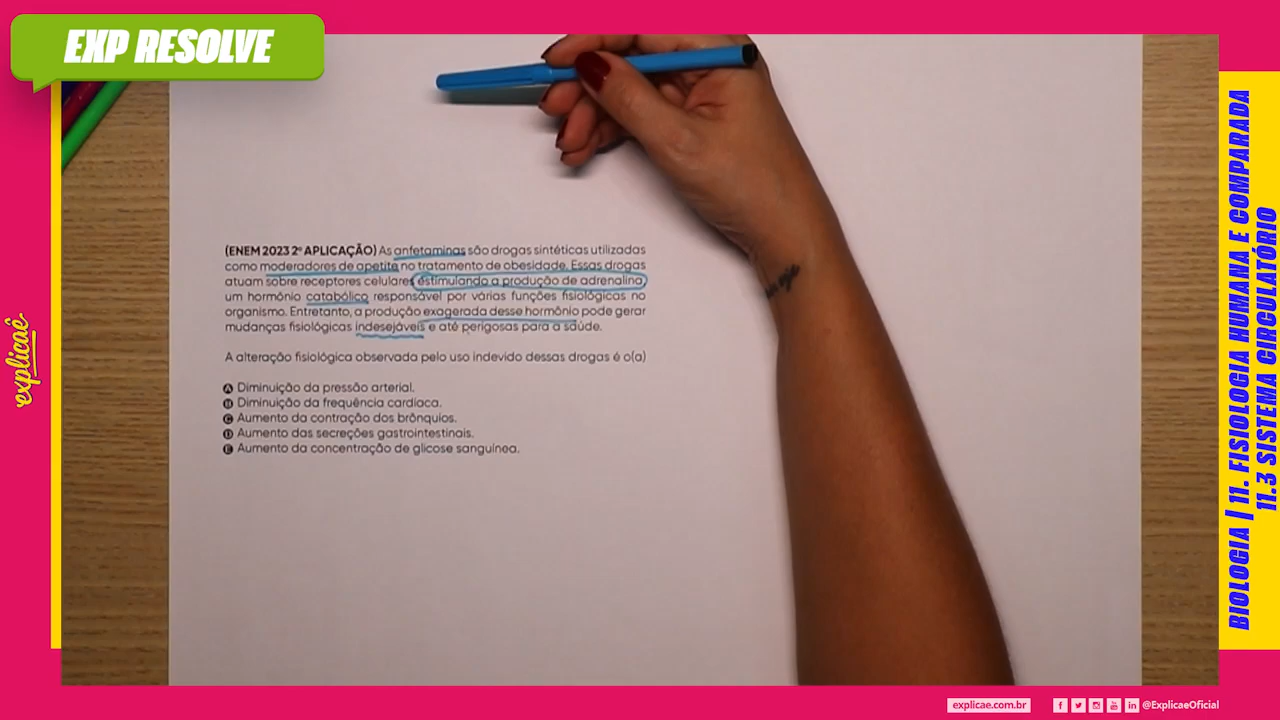 EXP RESOLVE
(ENEM 2023 2ª APLICAÇÃO) As anfetaminas são drogas sintéticas utilizadas
como moderadores de apetite no tratamento de obesidade. Essas drogas
atuam sobre receptores celulares estimulando a produção de adrenalina,
um hormônio catabólico responsável por várias funções fisiológicas no
organismo. Entretanto, a produção exagerada desse hormônio pode gerar
mudanças fisiológicas indesejáveis e até perigosas para a saúde.
A alteração fisiológica observada pelo uso indevido dessas drogas é o(a)
A Diminuição da pressão arterial.
B Diminuição da frequência cardíaca.
C Aumento da contração dos brônquios.
D Aumento das secreções gastrointestinais.
E Aumento da concentração de glicose sanguínea.
explicaê
BIOLOGIA | 11. FISIOLOGIA HUMANA E COMPARADA
11.3 SISTEMA CIRCULATÓRIO
explicae.com.br
@ExplicaeOficial